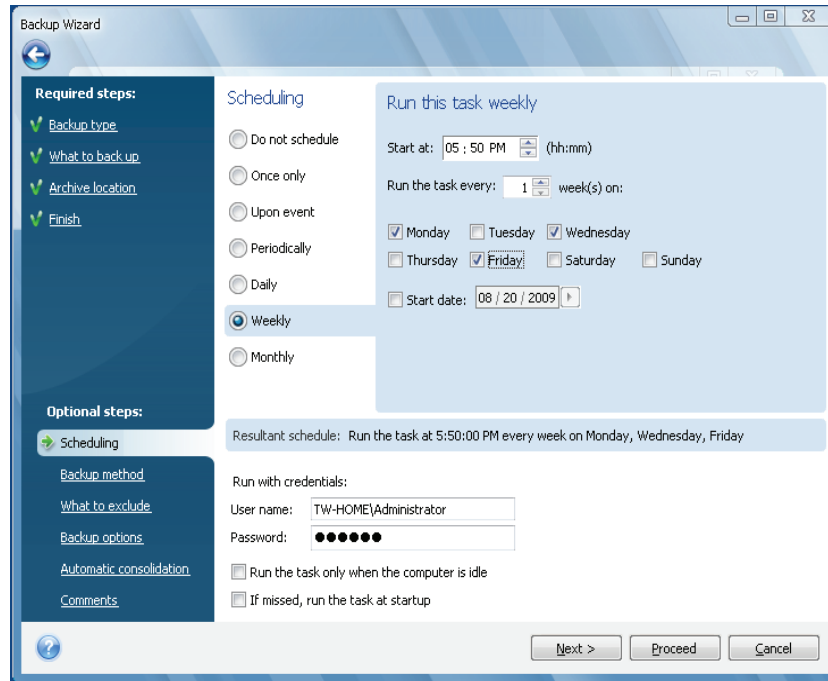 Backup Wizard
Required steps:
Backup type
What to back up
Archive location
Finish
Optional steps:
Scheduling
Backup method
What to exclude
Backup options
Automatic consolidation
Comments
Scheduling
Do not schedule
Once only
Upon event
Periodically
Daily
Weekly
Monthly
Run this task weekly
Start at: 05 : 50 PM (hh:mm)
Run the task every: 1 week(s) on:
Monday Tuesday Wednesday
Thursday Friday Saturday Sunday
Start date: 08 / 20 / 2009
Resultant schedule: Run the task at 5:50:00 PM every week on Monday, Wednesday, Friday
Run with credentials:
User name: TW-HOME\Administrator
Password: ●●●●●●
Run the task only when the computer is idle
If missed, run the task at startup
Next > Proceed Cancel